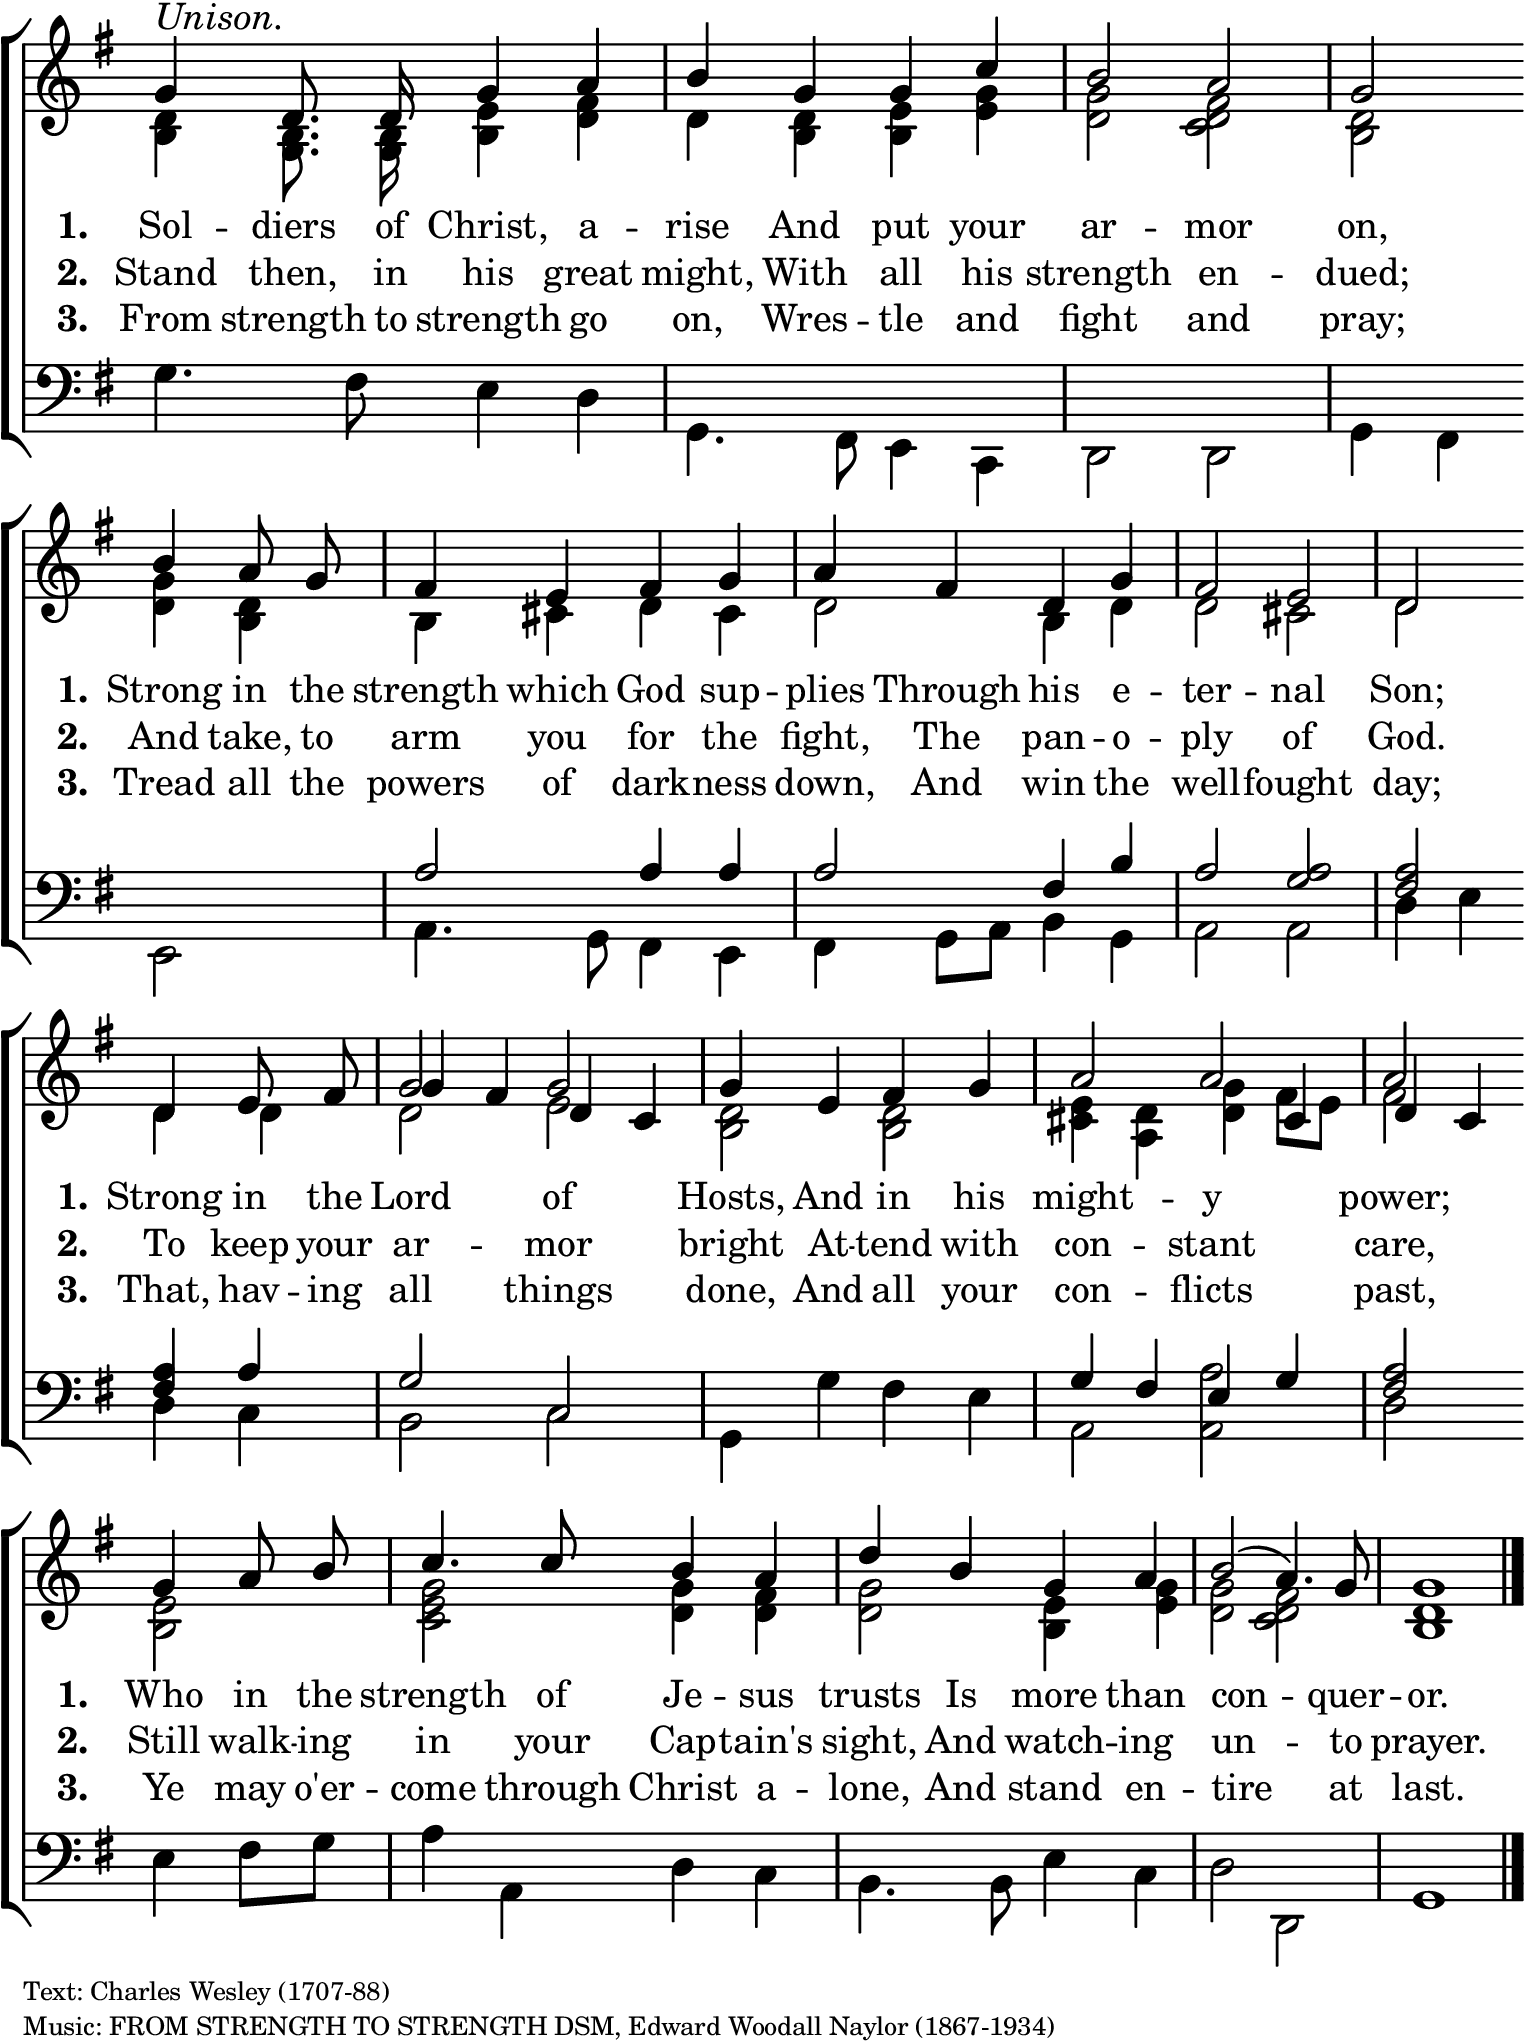 Unison.
1. Sol -- diers of Christ, a -- rise And put your ar -- mor on,
2. Stand then, in his great might, With all his strength en -- dued;
3. From strength to strength go on, Wres -- tle and fight and pray;
1. Strong in the strength which God sup -- plies Through his e -- ter -- nal Son;
2. And take, to arm you for the fight, The pan -- o -- ply of God.
3. Tread all the powers of dark -- ness down, And win the well -- fought day;
1. Strong in the Lord of Hosts, And in his might -- y power;
2. To keep your ar -- mor bright At -- tend with con -- stant care,
3. That, hav -- ing all things done, And all your con -- flicts past,
1. Who in the strength of Je -- sus trusts Is more than con -- quer -- or.
2. Still walk -- ing in your Cap -- tain's sight, And watch -- ing un -- to prayer.
3. Ye may o'er -- come through Christ a -- lone, And stand en -- tire at last.
Text: Charles Wesley (1707-88)
Music: FROM STRENGTH TO STRENGTH DSM, Edward Woodall Naylor (1867-1934)